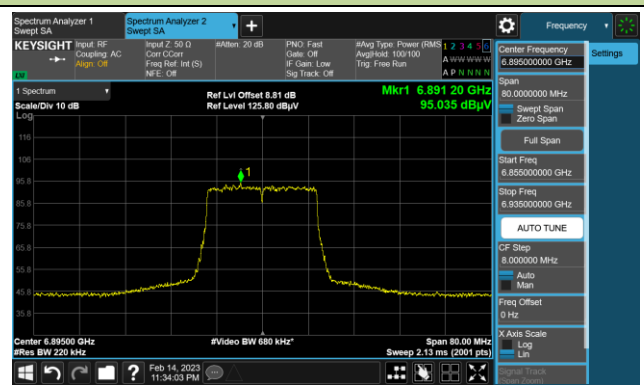 Spectrum Analyzer 1
Swept SA
Spectrum Analyzer 2
Swept SA
+
Frequency
KEYSIGHT
Input: RF
Coupling: AC
Align: Off
Input Z: 50 Ω
Corr CCorr
Freq Ref: Int (S)
NFE: Off
#Atten: 20 dB
PNO: Fast
Gate: Off
IF Gain: Low
Sig Track: Off
#Avg Type: Power (RMS
Avg|Hold: 100/100
Trig: Free Run
1 2 3 4 5 6
A W W W W W
A P N N N N
LV
1 Spectrum
Scale/Div 10 dB
Log
Ref Lvl Offset 8.81 dB
Ref Level 125.80 dBµV
Mkr1 6.891 20 GHz
95.035 dBµV
116
106
95.8
85.8
75.8
65.8
55.8
45.8
35.8
1
Center 6.89500 GHz
#Res BW 220 kHz
#Video BW 680 kHz*
Span 80.00 MHz
Sweep 2.13 ms (2001 pts)
Center Frequency
6.895000000 GHz
Settings
Span
80.0000000 MHz
Swept Span
Zero Span
Full Span
Start Freq
6.855000000 GHz
Stop Freq
6.935000000 GHz
AUTO TUNE
CF Step
8.000000 MHz
Auto
Man
Freq Offset
0 Hz
X Axis Scale
Log
Lin
Signal Track
(Span Zoom)
?
Feb 14, 2023
11:34:03 PM